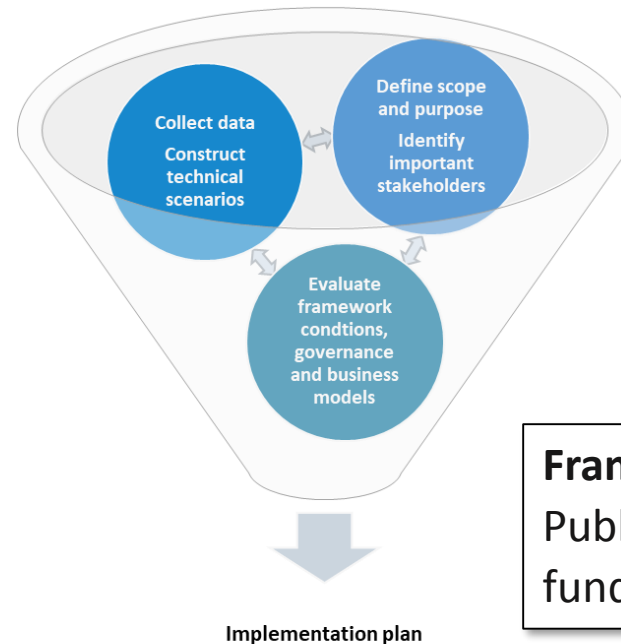 Collect data
Construct
technical
scenarios
Define scope
and purpose
Identify
important
stakeholders
Evaluate
framework
condtions,
governance
and business
models
Implementation plan